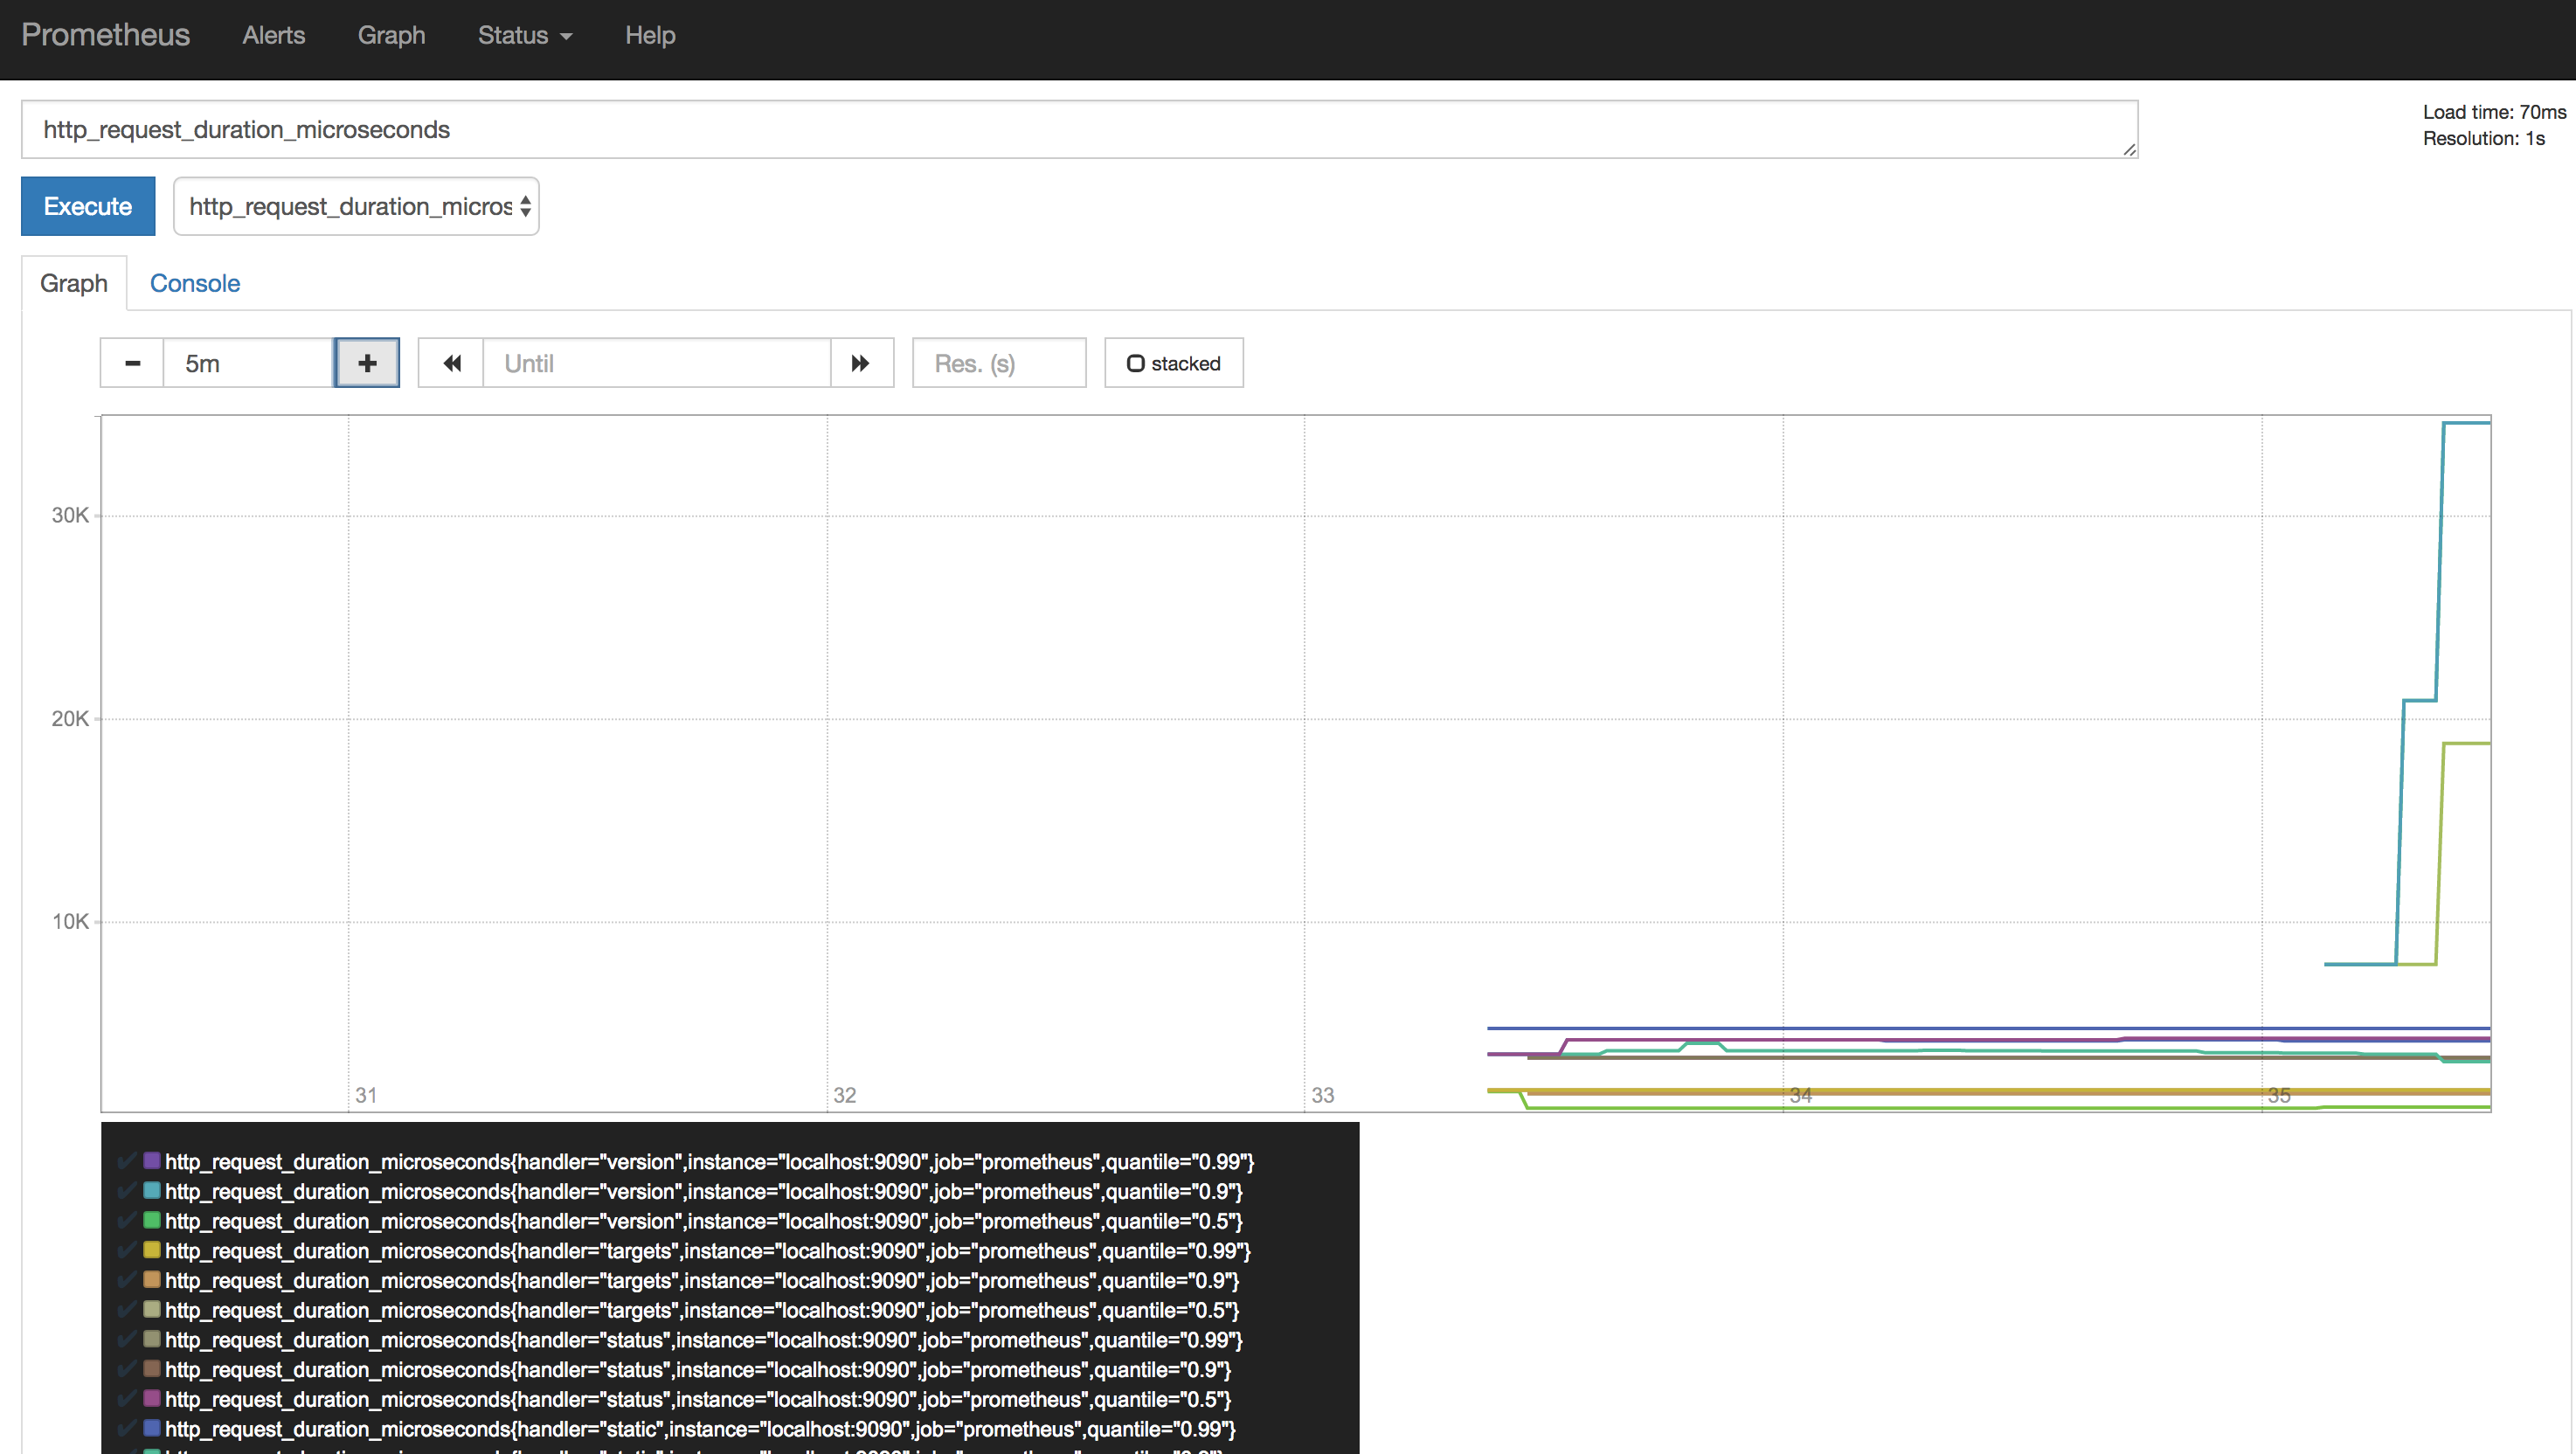 Prometheus Alerts Graph Status Help
http_request_duration_microseconds
Load time: 70ms
Resolution: 1s
Execute http_request_duration_micros
Graph Console
5m Until Res. (s) stacked
30K
20K
10K
31 32 33 34 35
http_request_duration_microseconds{handler="version",instance="localhost:9090",job="prometheus",quantile="0.99"}
http_request_duration_microseconds{handler="version",instance="localhost:9090",job="prometheus",quantile="0.9"}
http_request_duration_microseconds{handler="version",instance="localhost:9090",job="prometheus",quantile="0.5"}
http_request_duration_microseconds{handler="targets",instance="localhost:9090",job="prometheus",quantile="0.99"}
http_request_duration_microseconds{handler="targets",instance="localhost:9090",job="prometheus",quantile="0.9"}
http_request_duration_microseconds{handler="targets",instance="localhost:9090",job="prometheus",quantile="0.5"}
http_request_duration_microseconds{handler="status",instance="localhost:9090",job="prometheus",quantile="0.99"}
http_request_duration_microseconds{handler="status",instance="localhost:9090",job="prometheus",quantile="0.9"}
http_request_duration_microseconds{handler="status",instance="localhost:9090",job="prometheus",quantile="0.5"}
http_request_duration_microseconds{handler="static",instance="localhost:9090",job="prometheus",quantile="0.99"}